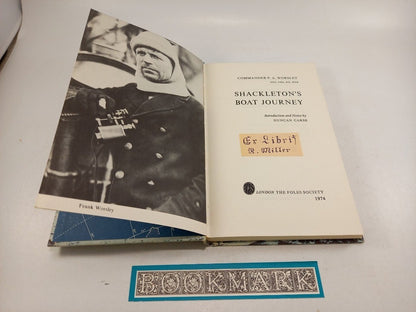 Frank Worsley
COMMANDER F. A. WORSLEY
SHACKLETON'S
BOAT JOURNEY
Introduction and Notes by
DUNCAN CARSE
Ex Libris
R. Miller
LONDON THE FOLIO SOCIETY
1974
BOOKMARK